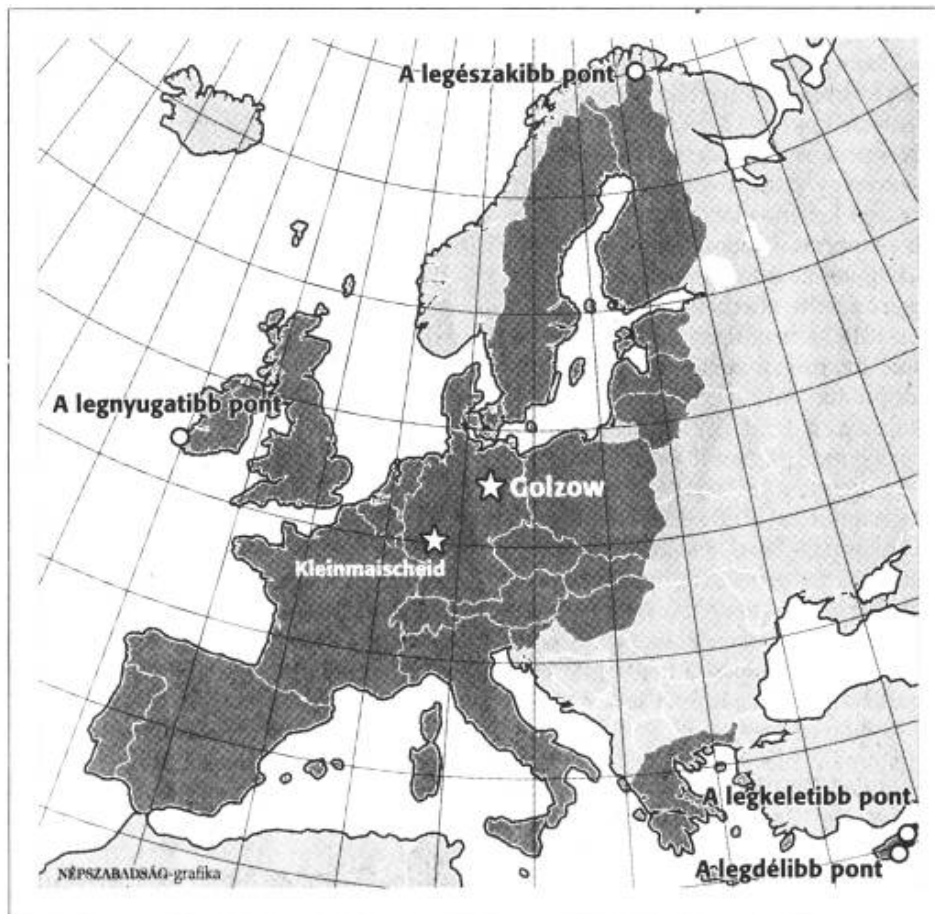 A legészakibb pont
A legnyugatibb pont
Golzow
Kleinmaischeid
A legkeletibb pont
A legdélibb pont
NÉPSZABADSÁG-grafika